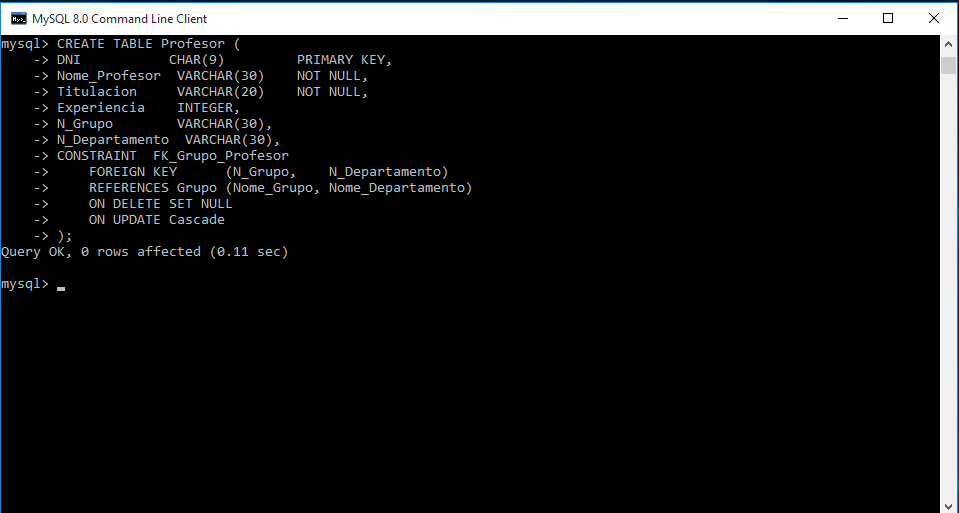 MySQL 8.0 Command Line Client
mysql> CREATE TABLE Profesor (
    -> DNI           CHAR(9)         PRIMARY KEY,
    -> Nome_Profesor  VARCHAR(30)    NOT NULL,
    -> Titulacion     VARCHAR(20)    NOT NULL,
    -> Experiencia    INTEGER,
    -> N_Grupo        VARCHAR(30),
    -> N_Departamento  VARCHAR(30),
    -> CONSTRAINT  FK_Grupo_Profesor
    ->     FOREIGN KEY      (N_Grupo,    N_Departamento)
    ->     REFERENCES Grupo (Nome_Grupo, Nome_Departamento)
    ->     ON DELETE SET NULL
    ->     ON UPDATE Cascade
    -> );
Query OK, 0 rows affected (0.11 sec)
mysql>